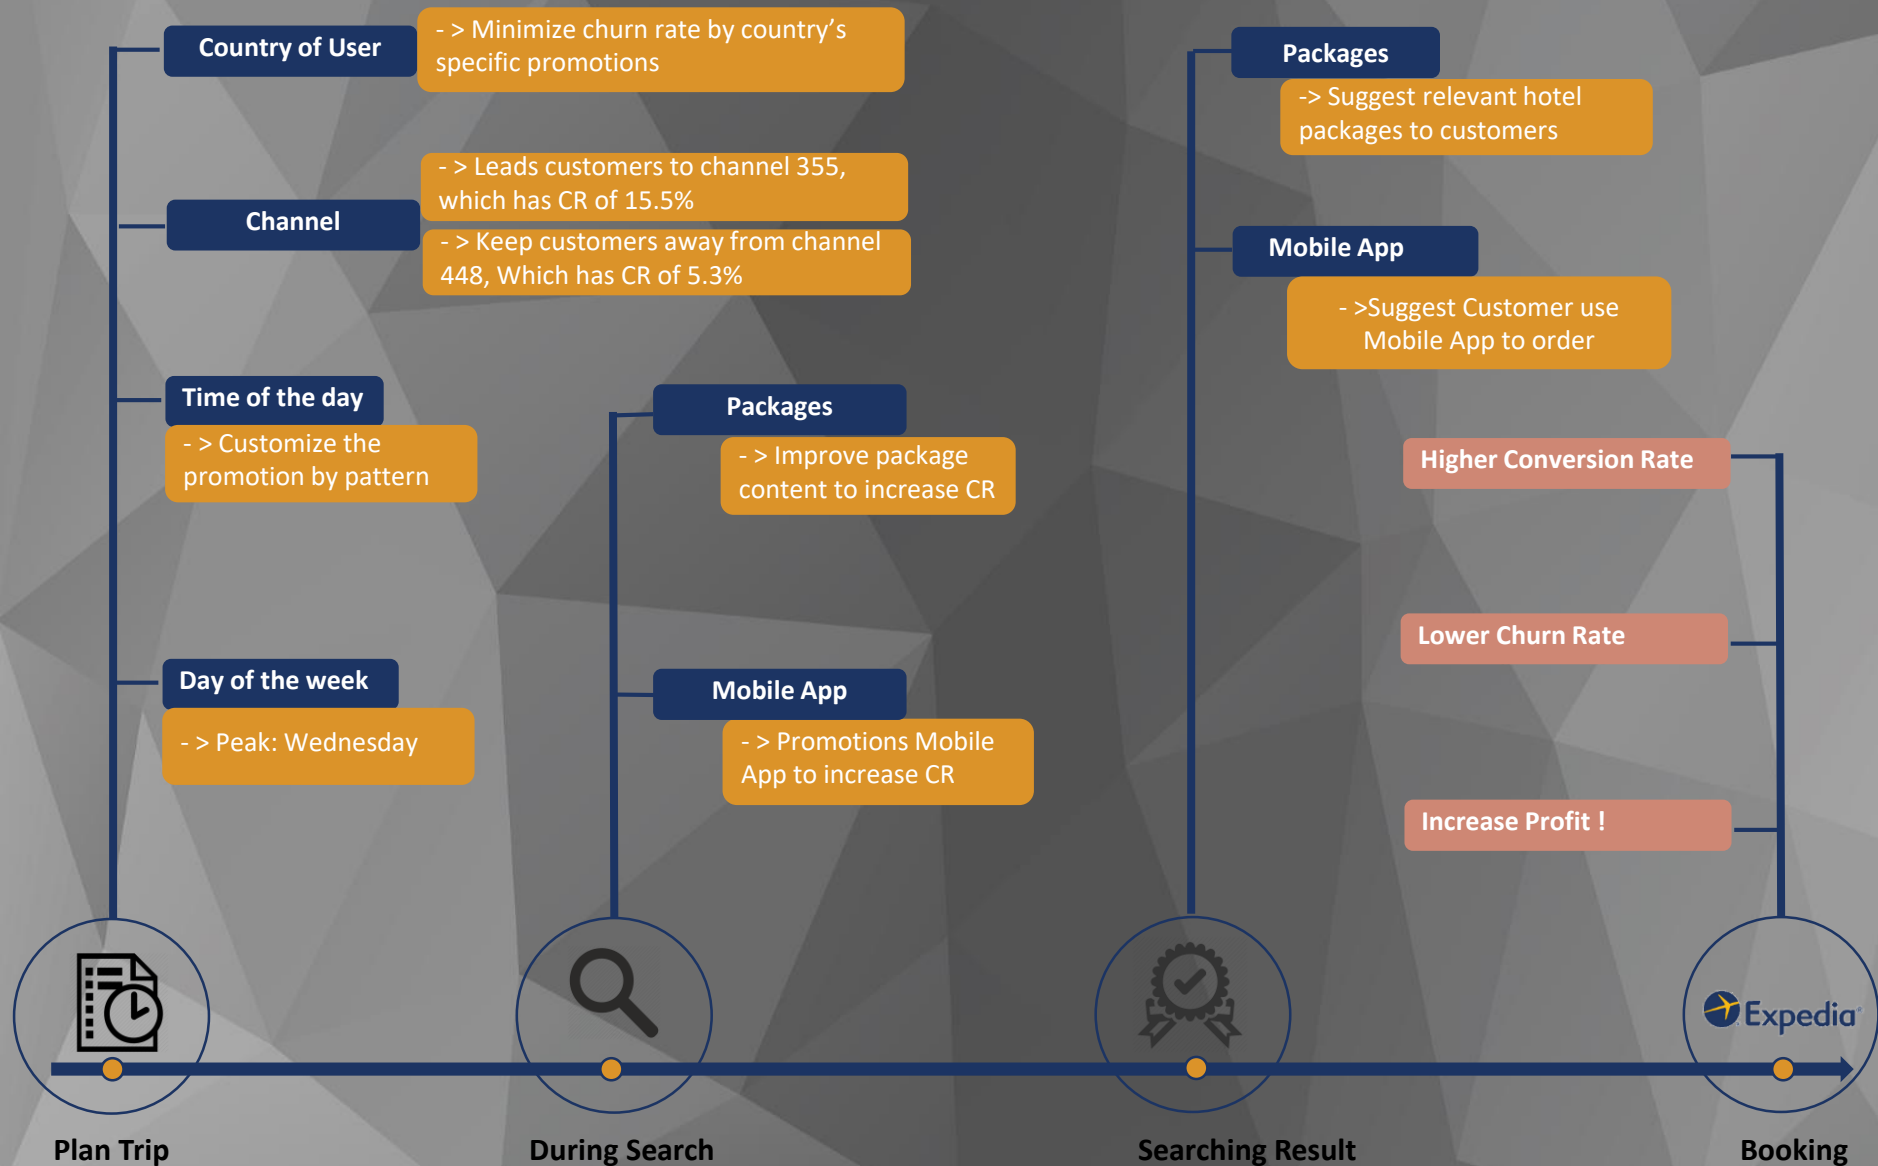 Country of User
- > Minimize churn rate by country's
specific promotions
Channel
- > Leads customers to channel 355,
which has CR of 15.5%
- > Keep customers away from channel
448, Which has CR of 5.3%
Time of the day
- > Customize the
promotion by pattern
Day of the week
- > Peak: Wednesday
Packages
- > Improve package
content to increase CR
Mobile App
- > Promotions Mobile
App to increase CR
Packages
-> Suggest relevant hotel
packages to customers
Mobile App
- >Suggest Customer use
Mobile App to order
Higher Conversion Rate
Lower Churn Rate
Increase Profit !
Expedia®
Plan Trip
During Search
Searching Result
Booking